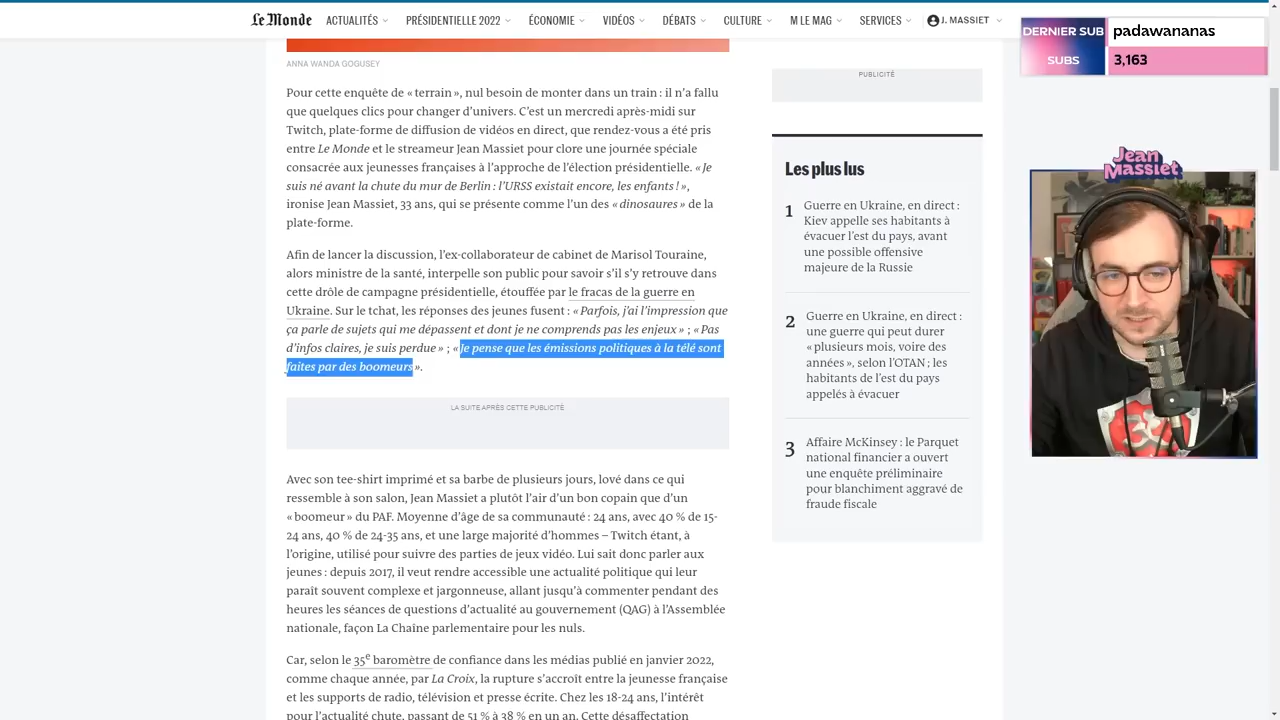 Le Monde
ACTUALITÉS
PRÉSIDENTIELLE 2022
ÉCONOMIE
VIDÉOS
DÉBATS
CULTURE
M LE MAG
SERVICES
J. MASSIET
DERNIER SUB
padawananas
SUBS
3,163
ANNA WANDA GOGUSEY
Pour cette enquête de « terrain », nul besoin de monter dans un train : il n’a fallu
que quelques clics pour changer d’univers. C’est un mercredi après-midi sur
Twitch, plate-forme de diffusion de vidéos en direct, que rendez-vous a été pris
entre Le Monde et le streameur Jean Massiet pour clore une journée spéciale
consacrée aux jeunesses françaises à l’approche de l’élection présidentielle. « Je
suis né avant la chute du mur de Berlin : l’URSS existait encore, les enfants ! »,
ironise Jean Massiet, 33 ans, qui se présente comme l’un des « dinosaures » de la
plate-forme.
Afin de lancer la discussion, l’ex-collaborateur de cabinet de Marisol Touraine,
alors ministre de la santé, interpelle son public pour savoir s’il s’y retrouve dans
cette drôle de campagne présidentielle, étouffée par le fracas de la guerre en
Ukraine. Sur le tchat, les réponses des jeunes fusent : « Parfois, j’ai l’impression que
ça parle de sujets qui me dépassent et dont je ne comprends pas les enjeux » ; « Pas
d’infos claires, je suis perdue » ; « Je pense que les émissions politiques à la télé sont
faites par des boomeurs ».
LA SUITE APRÈS CETTE PUBLICITÉ
Avec son tee-shirt imprimé et sa barbe de plusieurs jours, lové dans ce qui
ressemble à son salon, Jean Massiet a plutôt l’air d’un bon copain que d’un
« boomeur » du PAF. Moyenne d’âge de sa communauté : 24 ans, avec 40 % de 15-
24 ans, 40 % de 24-35 ans, et une large majorité d’hommes – Twitch étant, à
l’origine, utilisé pour suivre des parties de jeux vidéo. Lui sait donc parler aux
jeunes : depuis 2017, il veut rendre accessible une actualité politique qui leur
paraît souvent complexe et jargonneuse, allant jusqu’à commenter pendant des
heures les séances de questions d’actualité au gouvernement (QAG) à l’Assemblée
nationale, façon La Chaîne parlementaire pour les nuls.
Car, selon le 35e baromètre de confiance dans les médias publié en janvier 2022,
comme chaque année, par La Croix, la rupture s’accroît entre la jeunesse française
et les supports de radio, télévision et presse écrite. Chez les 18-24 ans, l’intérêt
pour l’actualité chute, passant de 51 % à 38 % en un an. Cette désaffectation
PUBLICITÉ
Les plus lus
1
Guerre en Ukraine, en direct :
Kiev appelle ses habitants à
évacuer l’est du pays, avant
une possible offensive
majeure de la Russie
2
Guerre en Ukraine, en direct :
une guerre qui peut durer
« plusieurs mois, voire des
années », selon l’OTAN ; les
habitants de l’est du pays
appelés à évacuer
3
Affaire McKinsey : le Parquet
national financier a ouvert
une enquête préliminaire
pour blanchiment aggravé de
fraude fiscale
Jean
Massiet